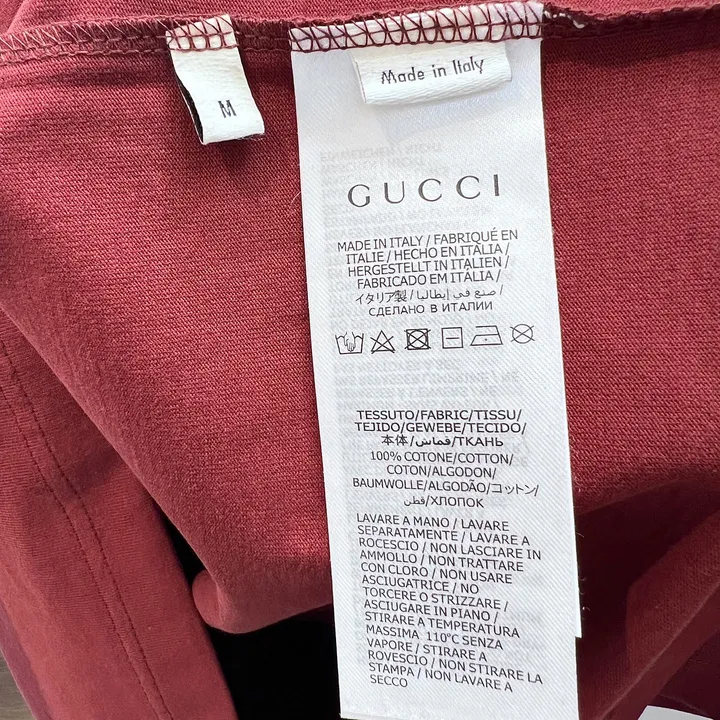 M
Made in Italy
GUCCI
MADE IN ITALY / FABRIQUÉ EN
ITALIE / HECHO EN ITALIA /
HERGESTELLT IN ITALIEN /
FABRICADO EM ITÁLIA /
イタリア製 / صنع في إيطاليا /
СДЕЛАНО В ИТАЛИИ
TESSUTO/FABRIC/TISSU/
TEJIDO/GEWEBE/TECIDO/
本体/قماش/ТКАНЬ
100% COTONE/COTTON/
COTON/ALGODON/
BAUMWOLLE/ALGODÃO/コットン/
قطن/ХЛОПОК
LAVARE A MANO / LAVARE
SEPARATAMENTE / LAVARE A
ROCESCIO / NON LASCIARE IN
AMMOLLO / NON TRATTARE
CON CLORO / NON USARE
ASCIUGATRICE / NO
TORCERE O STRIZZARE /
ASCIUGARE IN PIANO /
STIRARE A TEMPERATURA
MASSIMA 110°C SENZA
VAPORE / STIRARE A
ROVESCIO / NON STIRARE LA
STAMPA / NON LAVARE A
SECCO